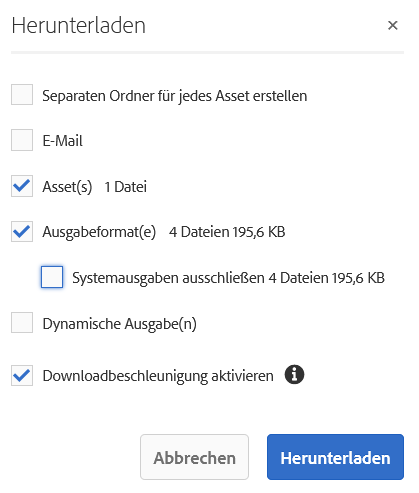 Herunterladen
Separaten Ordner für jedes Asset erstellen
E-Mail
Asset(s) 1 Datei
Ausgabeformat(e) 4 Dateien 195,6 KB
Systemausgaben ausschließen 4 Dateien 195,6 KB
Dynamische Ausgabe(n)
Downloadbeschleunigung aktivieren
Abbrechen Herunterladen